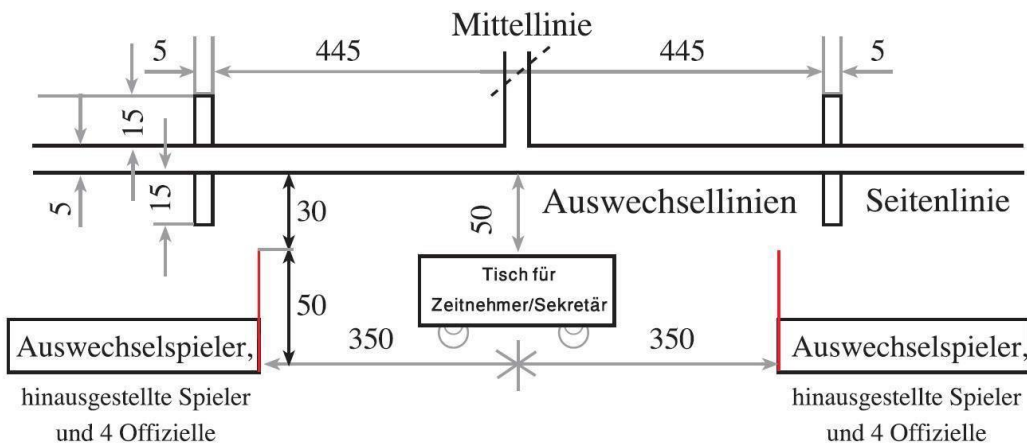 Mittellinie
5
445
445
5
15
15
5
30
50
Auswechsellinien
Seitenlinie
50
Tisch für
Zeitnehmer/Sekretär
350
350
Auswechselspieler,
hinausgestellte Spieler
und 4 Offizielle
Auswechselspieler,
hinausgestellte Spieler
und 4 Offizielle